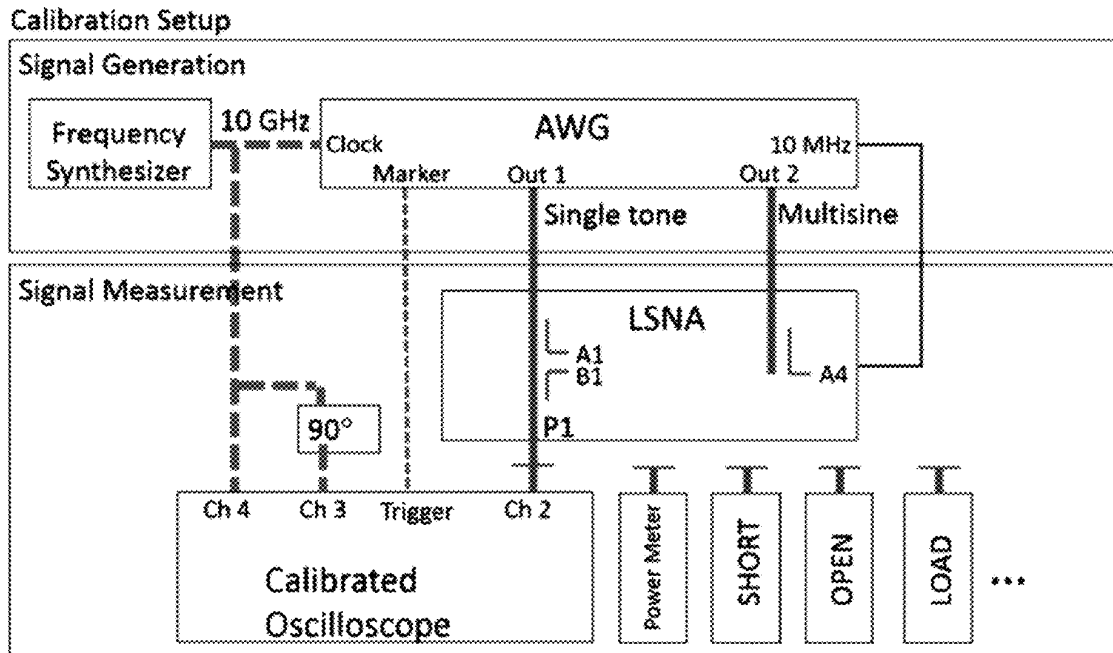 Calibration Setup
Signal Generation
Frequency
Synthesizer
10 GHz
Clock
AWG
10 MHz
Marker
Out 1
Out 2
Single tone
Multisine
Signal Measurement
LSNA
A1
B1
A4
P1
90°
Ch 4
Ch 3
Trigger
Ch 2
Calibrated
Oscilloscope
Power Meter
SHORT
OPEN
LOAD
...